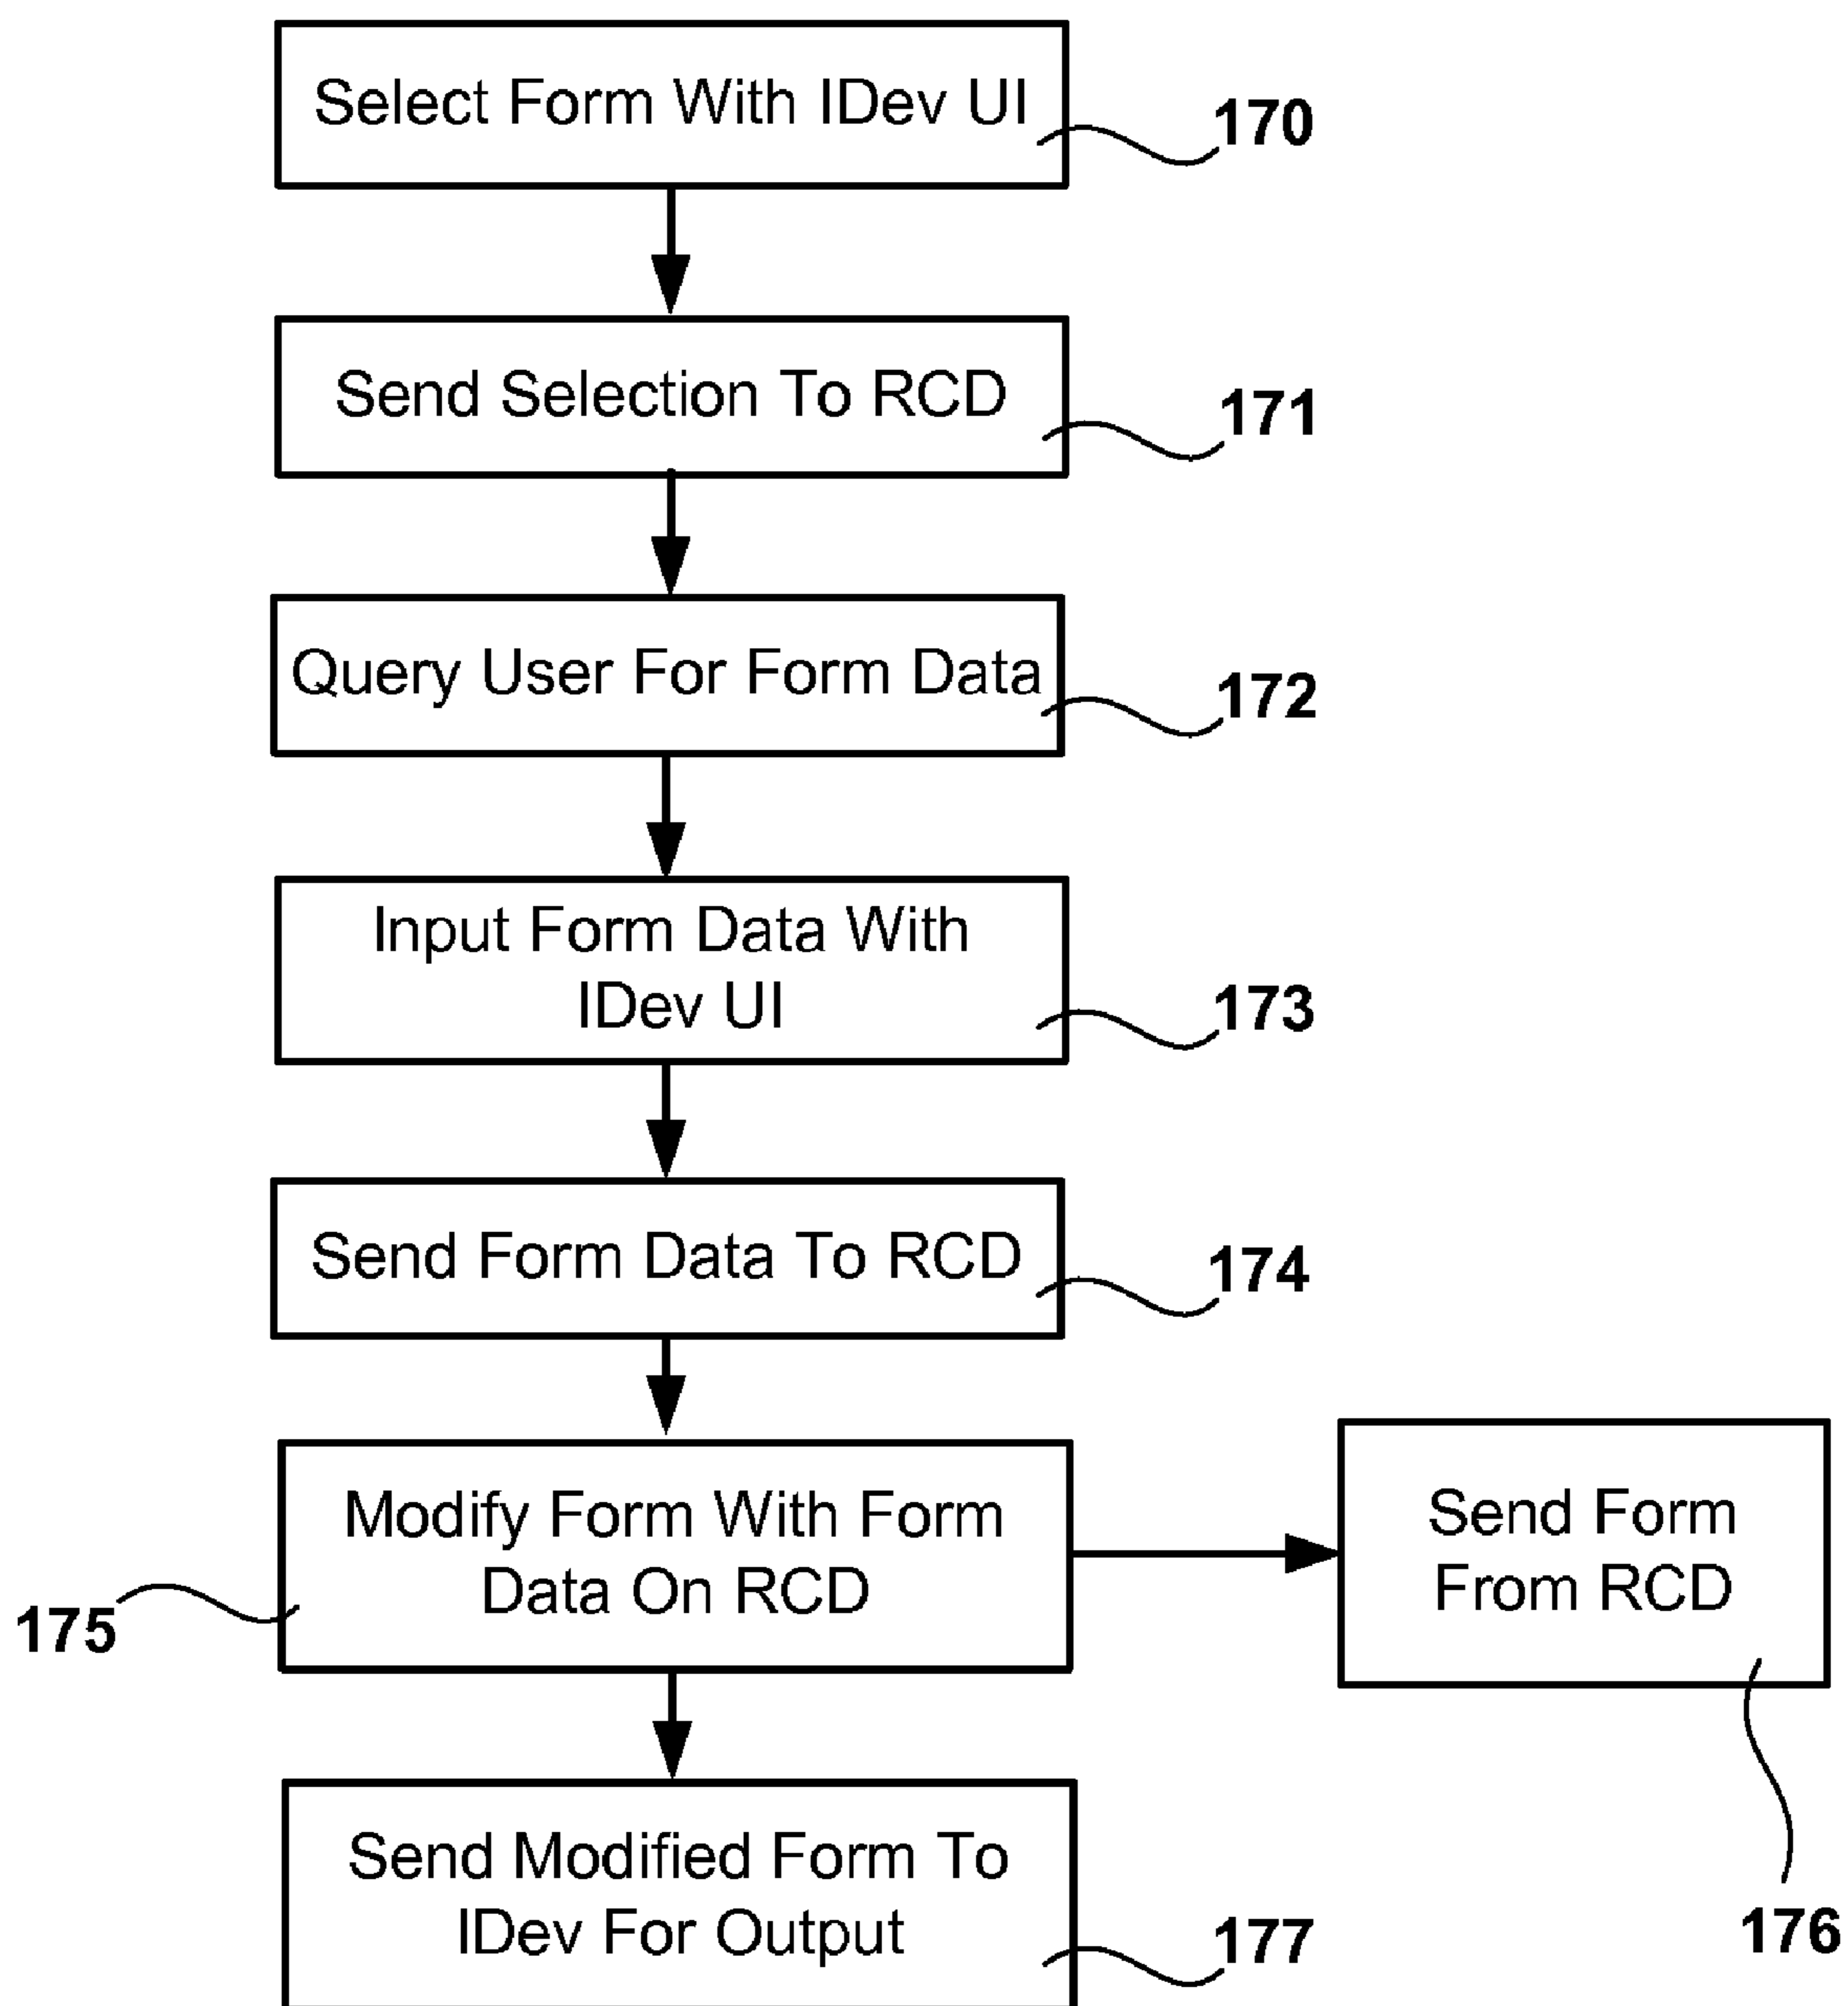 Select Form With IDev UI
170
Send Selection To RCD
171
Query User For Form Data
172
Input Form Data With
IDev UI
173
Send Form Data To RCD
174
Modify Form With Form
Data On RCD
175
Send Form
From RCD
176
Send Modified Form To
IDev For Output
177